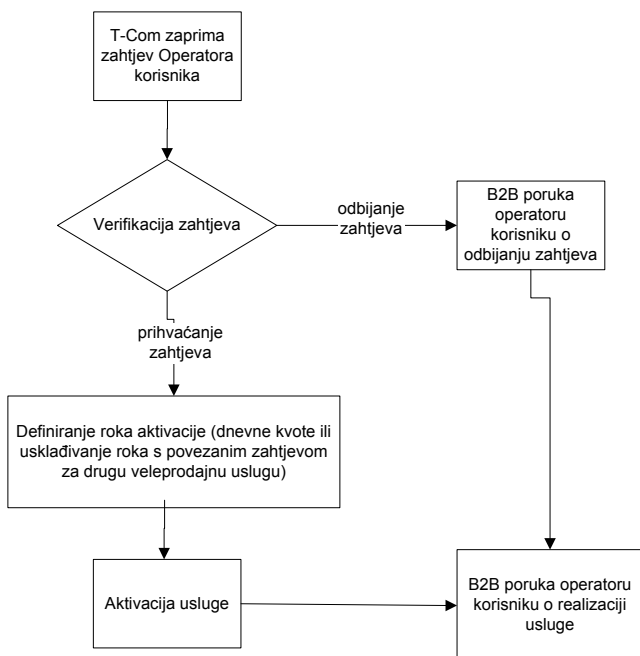 T-Com zaprima
zahtjev Operatora
korisnika
Verifikacija zahtjeva
odbijanje
zahtjeva
B2B poruka
operatoru
korisniku o
odbijanju zahtjeva
prihvaćanje
zahtjeva
Definiranje roka aktivacije (dnevne kvote ili
usklađivanje roka s povezanim zahtjevom
za drugu veleprodajnu uslugu)
Aktivacija usluge
B2B poruka operatoru
korisniku o realizaciji
usluge